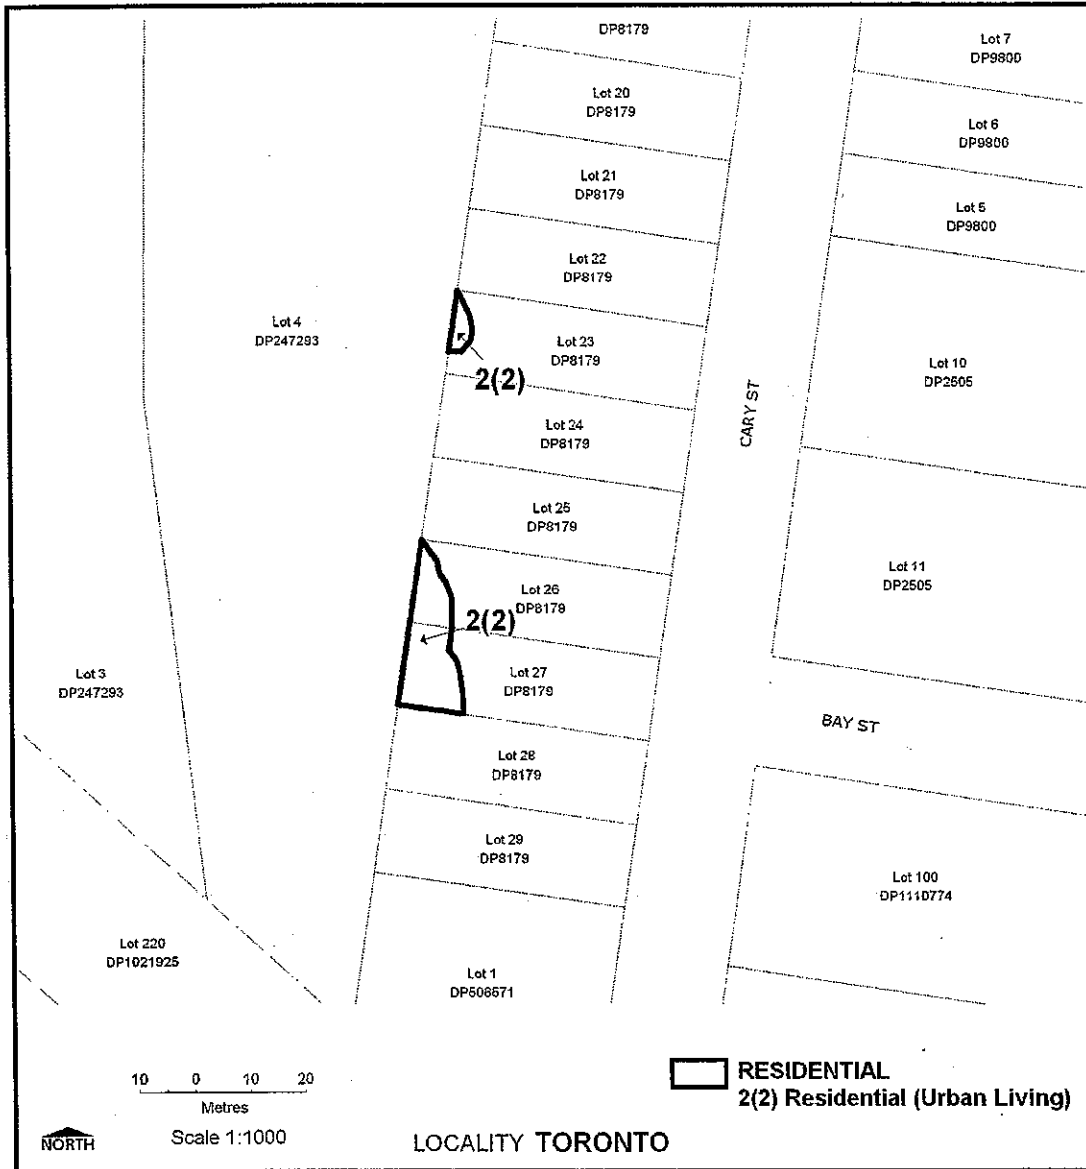 DP8179
Lot 7
DP9800
Lot 20
DP8179
Lot 6
DP9800
Lot 21
DP8179
Lot 5
DP9800
Lot 22
DP8179
Lot 4
DP247293
Lot 23
DP8179
2(2)
Lot 10
DP2505
CARY ST
Lot 24
DP8179
Lot 25
DP8179
Lot 11
DP2505
Lot 26
DP8179
2(2)
Lot 3
DP247293
Lot 27
DP8179
BAY ST
Lot 28
DP8179
Lot 29
DP8179
Lot 100
DP1110774
Lot 220
DP1021925
Lot 1
DP506571
10 0 10 20
Metres
Scale 1:1000
NORTH
RESIDENTIAL
2(2) Residential (Urban Living)
LOCALITY TORONTO